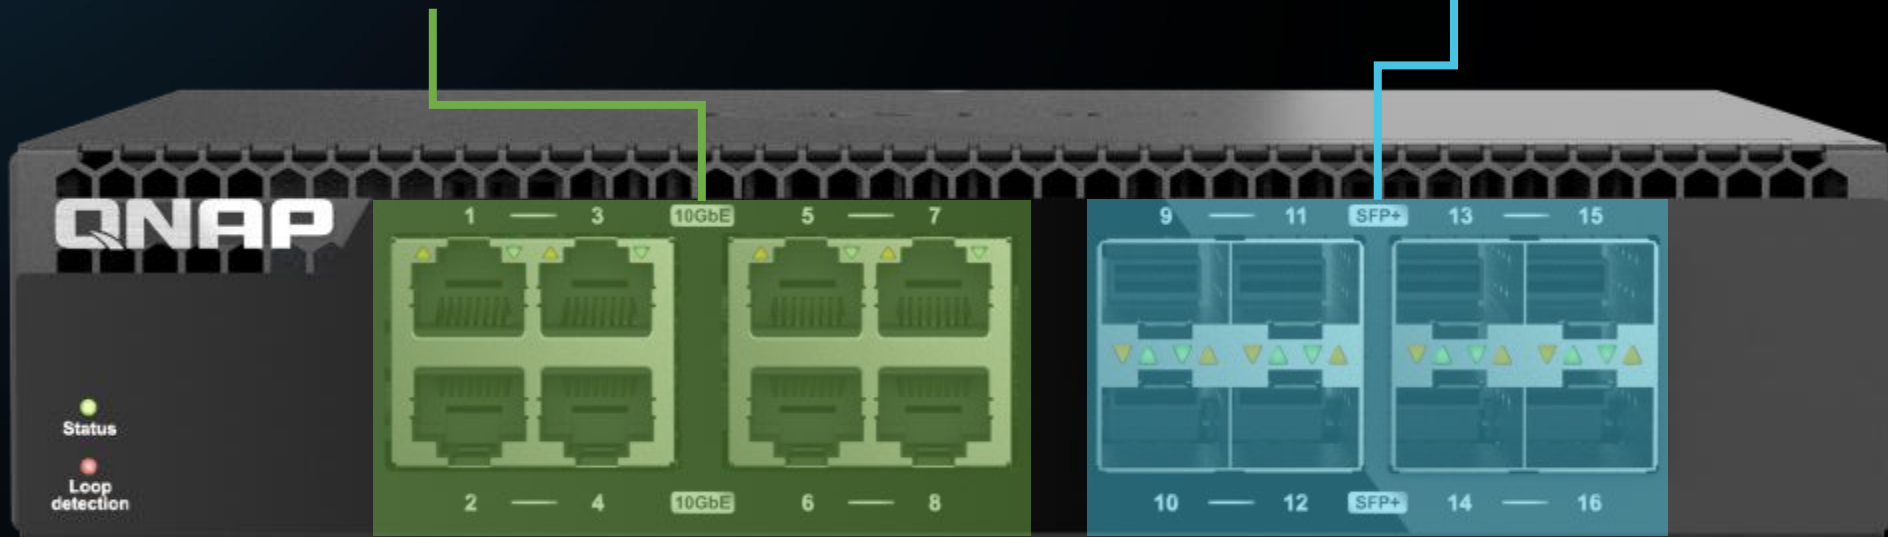 QNAP
1 3 10GbE 5 7
9 11 SFP+ 13 15
Status
Loop
detection
2 4 10GbE 6 8
10 12 SFP+ 14 16